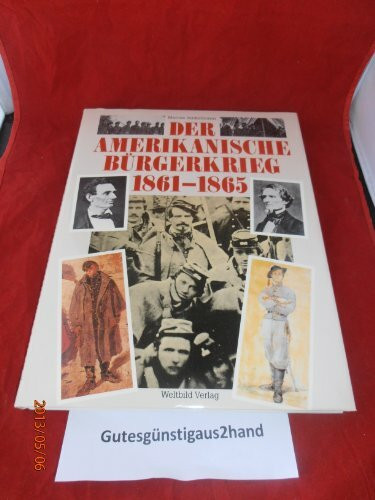 DER
AMERIKANISCHE
BÜRGERKRIEG
1861–1865
Weltbild Verlag
Gutesgünstigaus2hand
2013/05/06